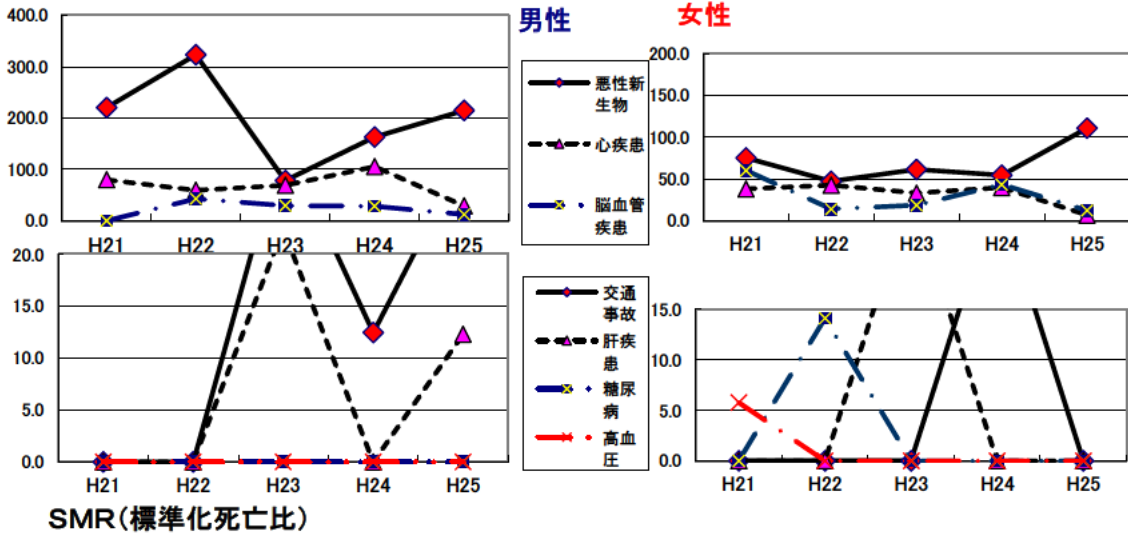 男性
女性
400.0
300.0
200.0
100.0
0.0
H21 H22 H23 H24 H25
悪性新
生物
心疾患
脳血管
疾患
200.0
150.0
100.0
50.0
0.0
H21 H22 H23 H24 H25
20.0
15.0
10.0
5.0
0.0
H21 H22 H23 H24 H25
交通
事故
肝疾
患
糖尿
病
高血
圧
15.0
10.0
5.0
0.0
H21 H22 H23 H24 H25
SMR(標準化死亡比)